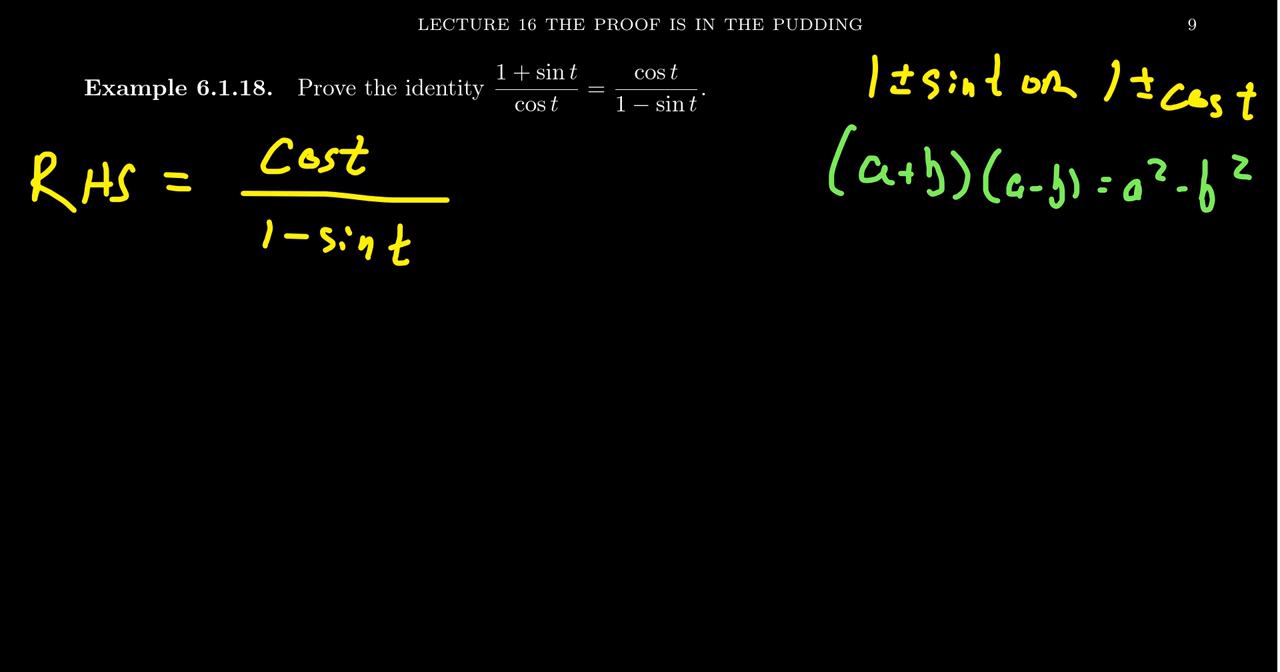 LECTURE 16 THE PROOF IS IN THE PUDDING 9
Example 6.1.18. Prove the identity (1 + sin t)/(cos t) = (cos t)/(1 − sin t).
1 ± sin t or 1 ± cos t
(a+b)(a-b) = a² - b²
RHS = cos t
1 - sin t